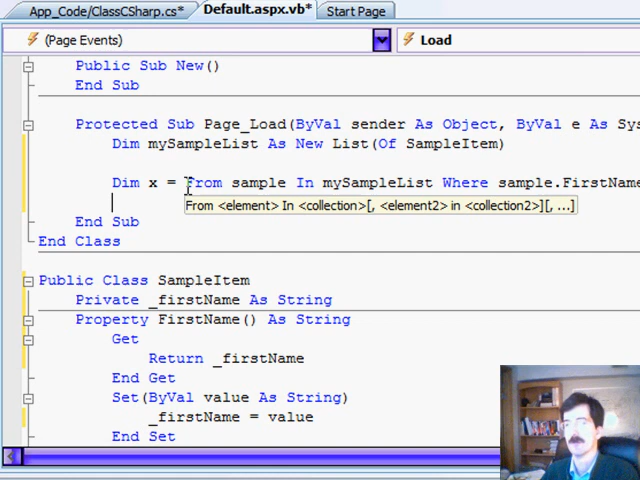 App_Code/ClassCSharp.cs* Default.aspx.vb* Start Page
(Page Events) Load
Public Sub New()
End Sub
Protected Sub Page_Load(ByVal sender As Object, ByVal e As Sys
Dim mySampleList As New List(Of SampleItem)
Dim x = From sample In mySampleList Where sample.FirstName
From <element> In <collection>[, <element2> in <collection2>][, ...]
End Sub
End Class
Public Class SampleItem
Private _firstName As String
Property FirstName() As String
Get
Return _firstName
End Get
Set(ByVal value As String)
_firstName = value
End Set